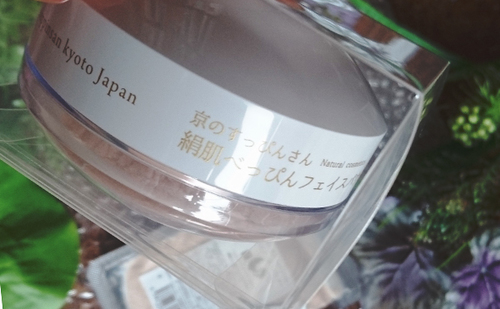 kyoto Japan
京のすっぴんさん Natural
絹肌べっぴんフェイス